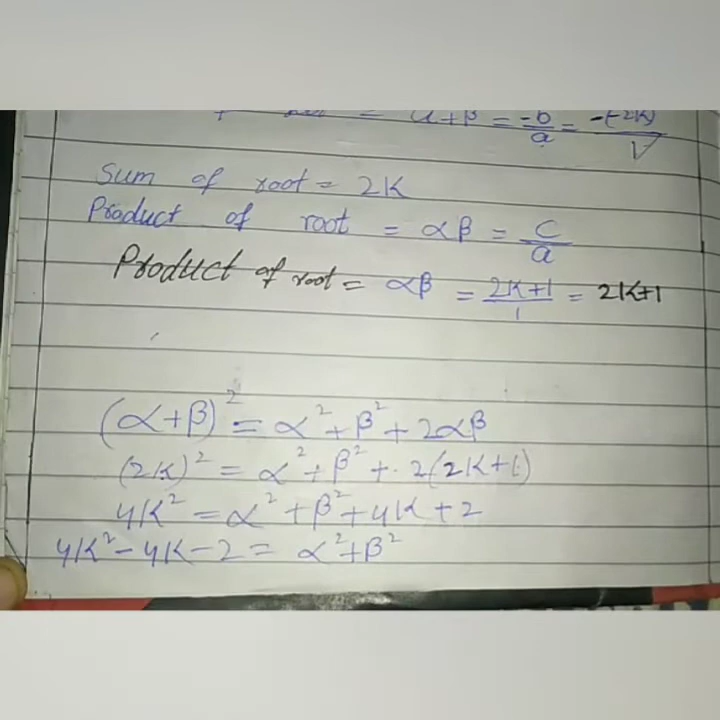 = α+β = -b/a = -(-2K)/1
Sum of root = 2K
Product of root = αβ = C/a
Product of root = αβ = 2K+1/1 = 2K+1
(α+β)² = α²+β²+2αβ
(2K)² = α²+β²+·2(2K+1)
4K² = α²+β²+4K+2
4K²-4K-2 = α²+β²